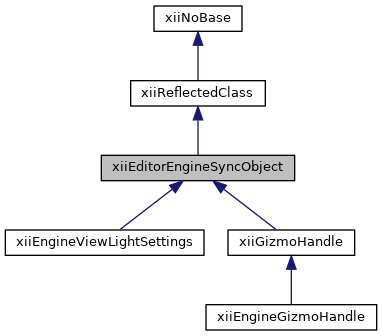 xiiNoBase
xiiReflectedClass
xiiEditorEngineSyncObject
xiiEngineViewLightSettings
xiiGizmoHandle
xiiEngineGizmoHandle